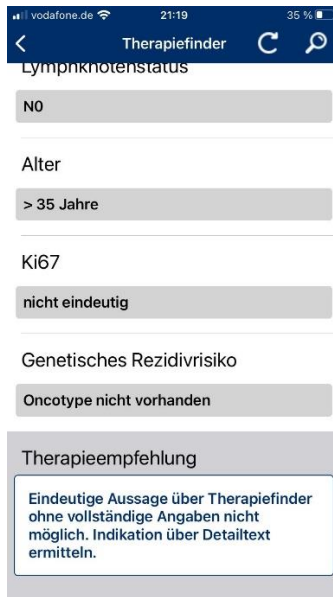 vodafone.de 21:19 35 %
Therapiefinder
Lymphknotenstatus
N0
Alter
> 35 Jahre
Ki67
nicht eindeutig
Genetisches Rezidivrisiko
Oncotype nicht vorhanden
Therapieempfehlung
Eindeutige Aussage über Therapiefinder
ohne vollständige Angaben nicht
möglich. Indikation über Detailtext
ermitteln.